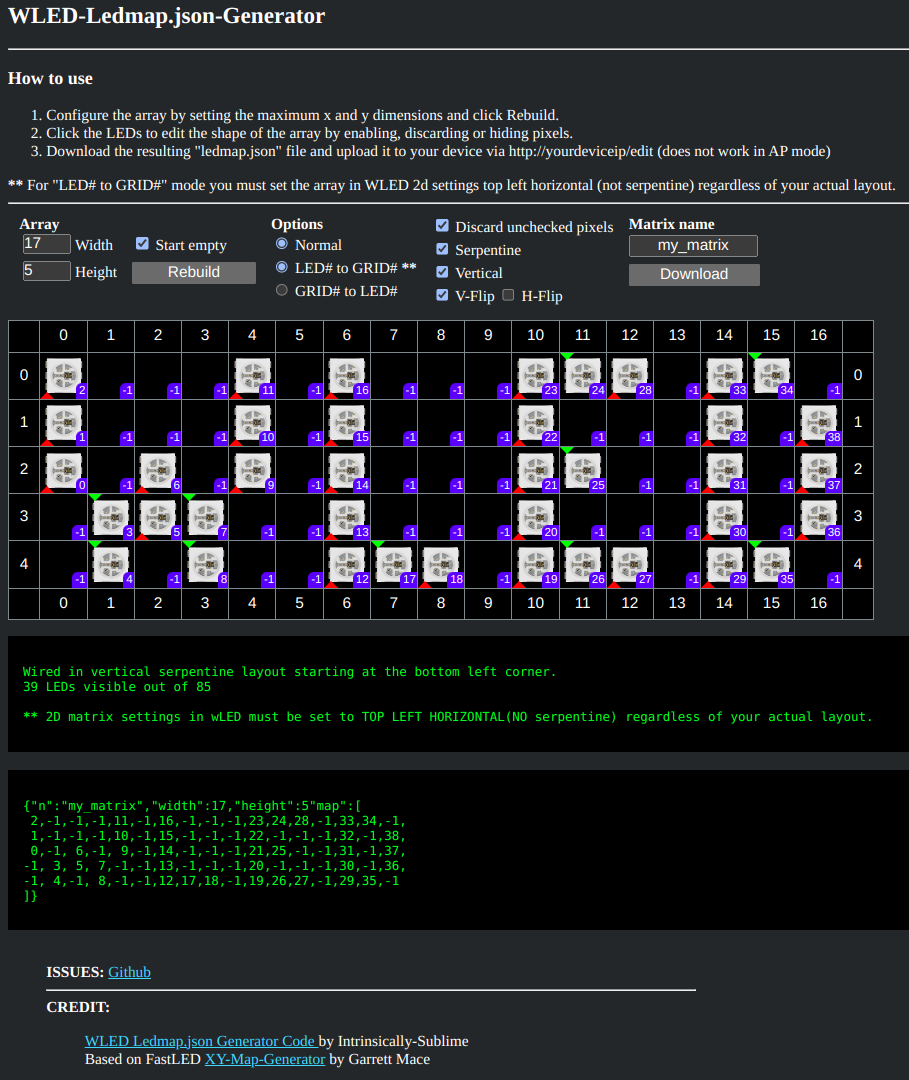 WLED-Ledmap.json-Generator
How to use
1. Configure the array by setting the maximum x and y dimensions and click Rebuild.
2. Click the LEDs to edit the shape of the array by enabling, discarding or hiding pixels.
3. Download the resulting "ledmap.json" file and upload it to your device via http://yourdeviceip/edit (does not work in AP mode)
** For "LED# to GRID#" mode you must set the array in WLED 2d settings top left horizontal (not serpentine) regardless of your actual layout.
Array
17 Width
Start empty
5 Height
Rebuild
Options
Normal
LED# to GRID# **
GRID# to LED#
Discard unchecked pixels
Serpentine
Vertical
V-Flip H-Flip
Matrix name
my_matrix
Download
0 1 2 3 4 5 6 7 8 9 10 11 12 13 14 15 16
0 2 -1 -1 -1 11 -1 16 -1 -1 -1 23 24 28 -1 33 34 -1 0
1 1 -1 -1 -1 10 -1 15 -1 -1 -1 22 -1 -1 -1 32 -1 38 1
2 0 -1 6 -1 9 -1 14 -1 -1 -1 21 25 -1 -1 31 -1 37 2
3 -1 3 5 7 -1 -1 13 -1 -1 -1 20 -1 -1 -1 30 -1 36 3
4 -1 4 -1 8 -1 -1 12 17 18 -1 19 26 27 -1 29 35 -1 4
0 1 2 3 4 5 6 7 8 9 10 11 12 13 14 15 16
Wired in vertical serpentine layout starting at the bottom left corner.
39 LEDs visible out of 85
** 2D matrix settings in wLED must be set to TOP LEFT HORIZONTAL(NO serpentine) regardless of your actual layout.
{"n":"my_matrix","width":17,"height":5"map":[
2,-1,-1,-1,11,-1,16,-1,-1,-1,23,24,28,-1,33,34,-1,
1,-1,-1,-1,10,-1,15,-1,-1,-1,22,-1,-1,-1,32,-1,38,
0,-1, 6,-1, 9,-1,14,-1,-1,-1,21,25,-1,-1,31,-1,37,
-1, 3, 5, 7,-1,-1,13,-1,-1,-1,20,-1,-1,-1,30,-1,36,
-1, 4,-1, 8,-1,-1,12,17,18,-1,19,26,27,-1,29,35,-1
]}
ISSUES: Github
CREDIT:
WLED Ledmap.json Generator Code by Intrinsically-Sublime
Based on FastLED XY-Map-Generator by Garrett Mace